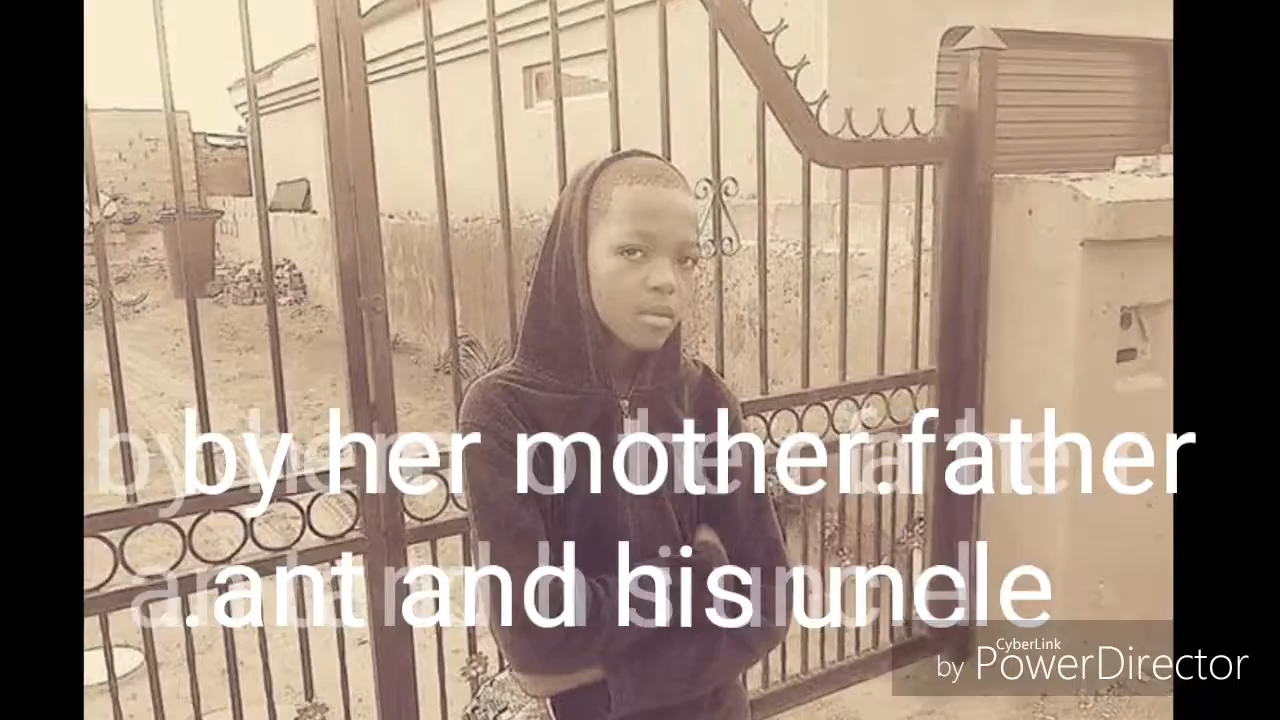 by her mother.father
.ant and his uncle
CyberLink
by PowerDirector